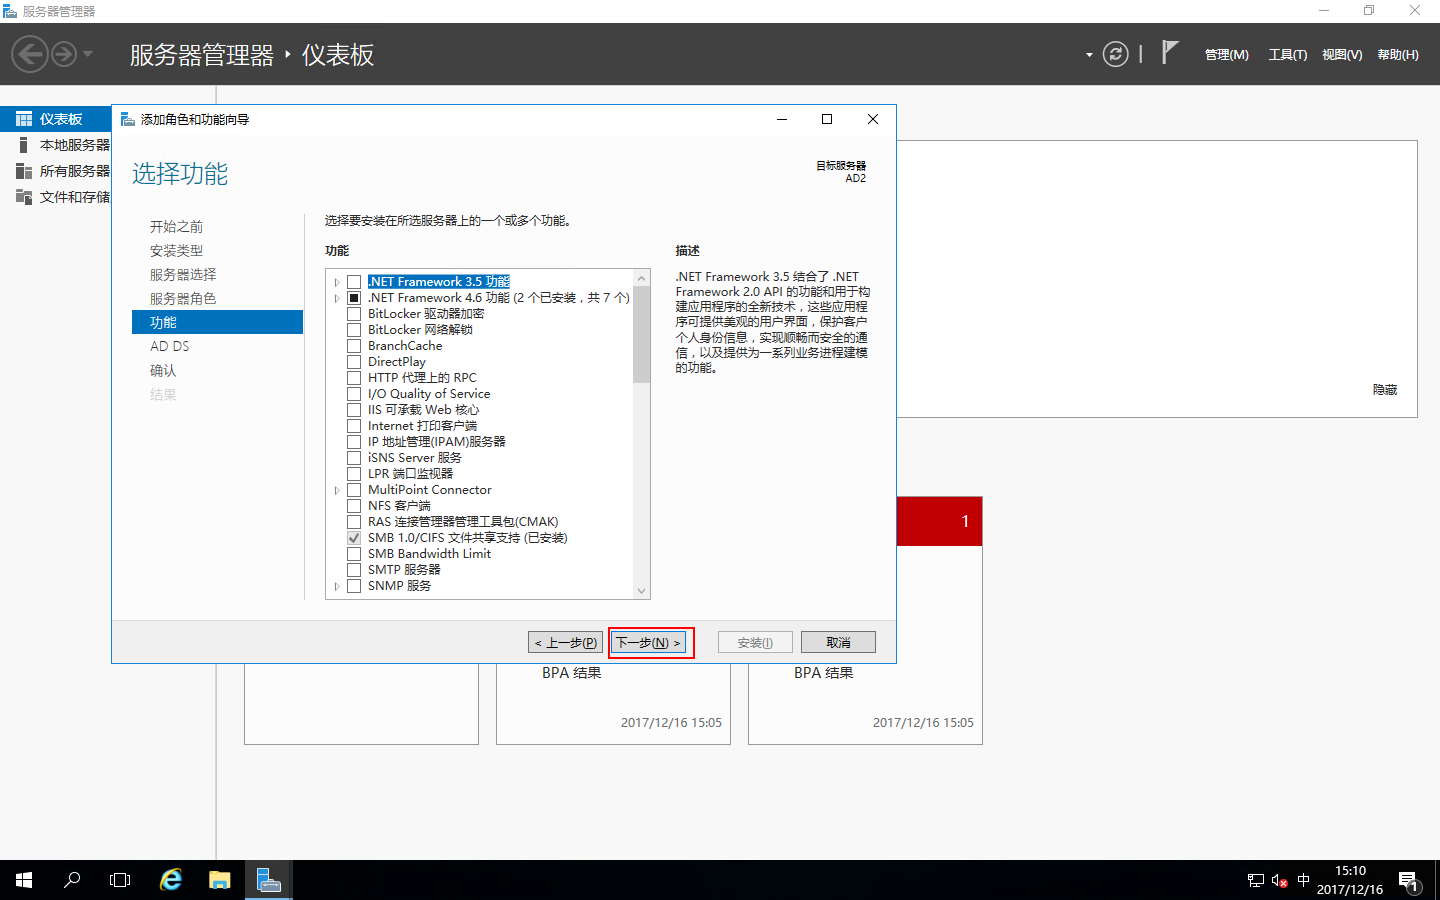 服务器管理器
服务器管理器 · 仪表板
管理(M)
工具(T)
视图(V)
帮助(H)
仪表板
本地服务器
所有服务器
文件和存储
添加角色和功能向导
选择功能
目标服务器
AD2
开始之前
安装类型
服务器选择
服务器角色
功能
AD DS
确认
结果
选择要安装在所选服务器上的一个或多个功能。
功能
.NET Framework 3.5 功能
.NET Framework 4.6 功能 (2 个已安装，共 7 个)
BitLocker 驱动器加密
BitLocker 网络解锁
BranchCache
DirectPlay
HTTP 代理上的 RPC
I/O Quality of Service
IIS 可承载 Web 核心
Internet 打印客户端
IP 地址管理(IPAM)服务器
iSNS Server 服务
LPR 端口监视器
MultiPoint Connector
NFS 客户端
RAS 连接管理器管理工具包(CMAK)
SMB 1.0/CIFS 文件共享支持 (已安装)
SMB Bandwidth Limit
SMTP 服务器
SNMP 服务
描述
.NET Framework 3.5 结合了 .NET
Framework 2.0 API 的功能和用于构
建应用程序的全新技术，这些应用程
序可提供美观的用户界面，保护客户
个人身份信息，实现顺畅而安全的通
信，以及提供为一系列业务进程建模
的功能。
< 上一步(P)
下一步(N) >
安装(I)
取消
隐藏
1
BPA 结果
2017/12/16 15:05
BPA 结果
2017/12/16 15:05
中
15:10
2017/12/16
1